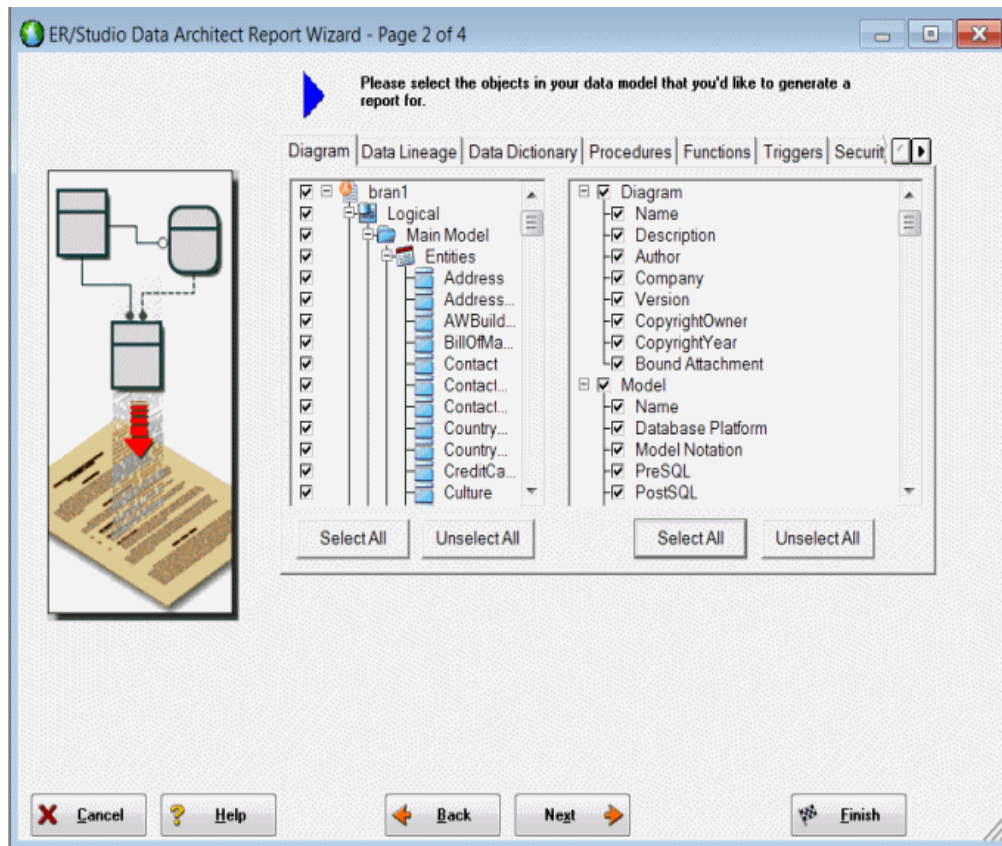 ER/Studio Data Architect Report Wizard - Page 2 of 4
Please select the objects in your data model that you'd like to generate a
report for.
Diagram Data Lineage Data Dictionary Procedures Functions Triggers Securit
bran1
Logical
Main Model
Entities
Address
Address...
AWBuild...
BillOfMa...
Contact
Contact...
Contact...
Country...
Country...
CreditCa...
Culture
Diagram
Name
Description
Author
Company
Version
CopyrightOwner
CopyrightYear
Bound Attachment
Model
Name
Database Platform
Model Notation
PreSQL
PostSQL
Select All Unselect All Select All Unselect All
Cancel Help Back Next Finish